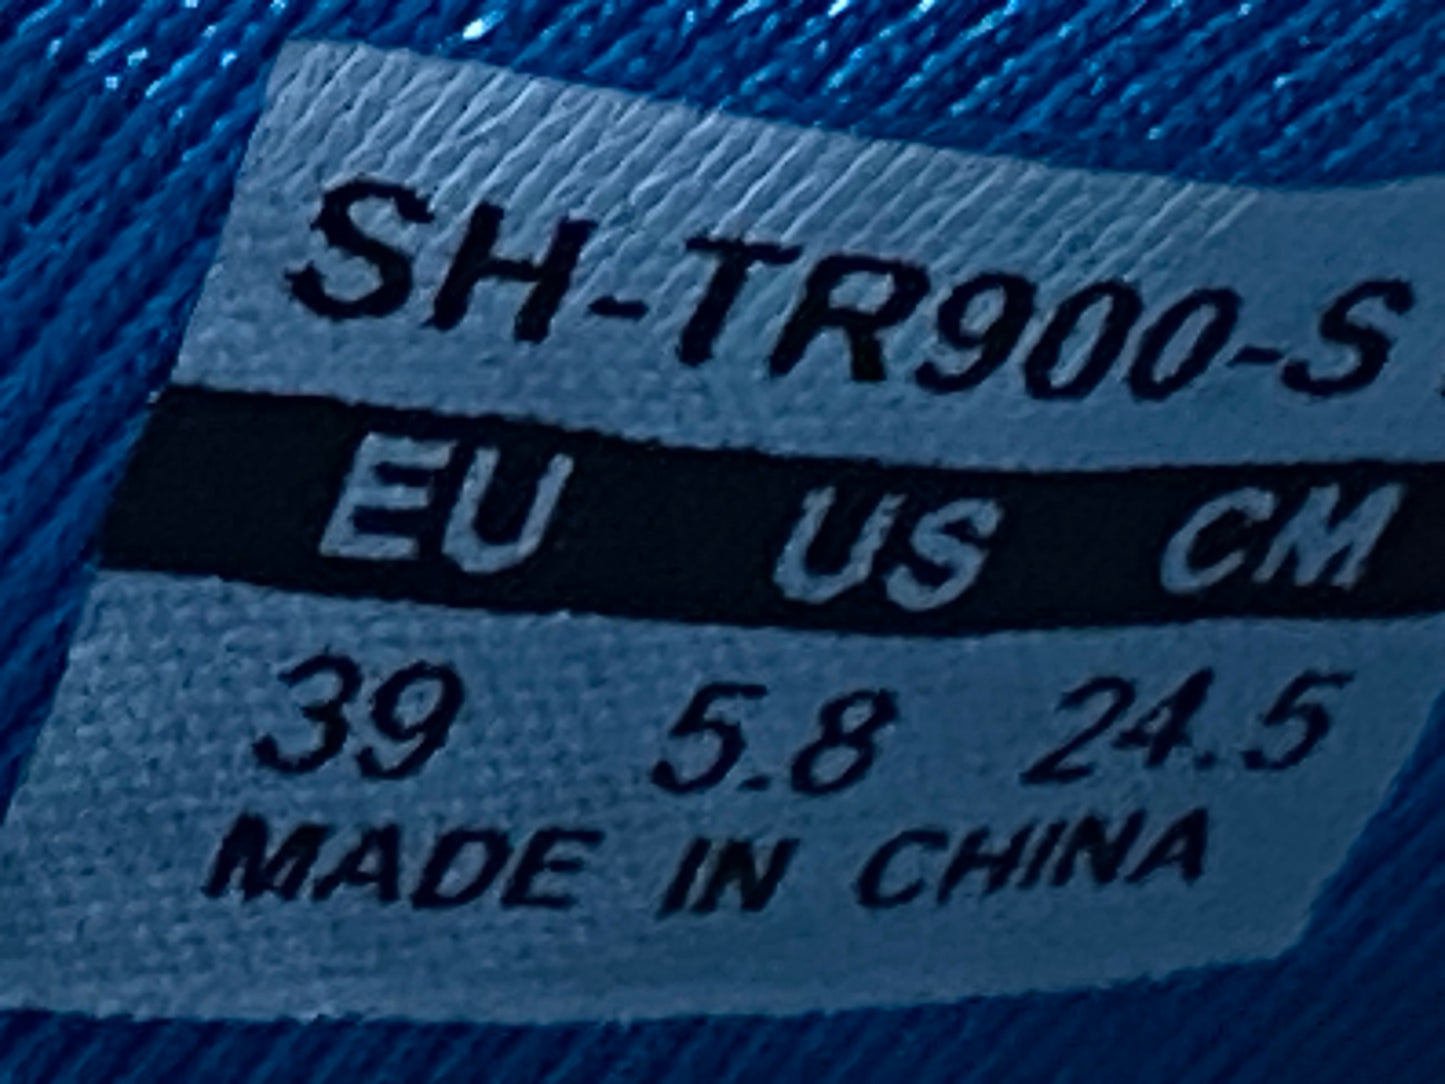 SH-TR900-S
EU US CM
39 5.8 24.5
MADE IN CHINA